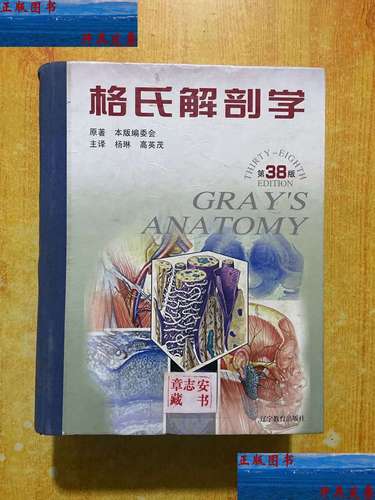 正版图书
格氏解剖学
原著 本版编委会
主译 杨琳 高英茂
THIRTY-EIGHTH
第38版
EDITION
GRAY'S
ANATOMY
章志安
藏书
辽宁教育出版社
正版图书